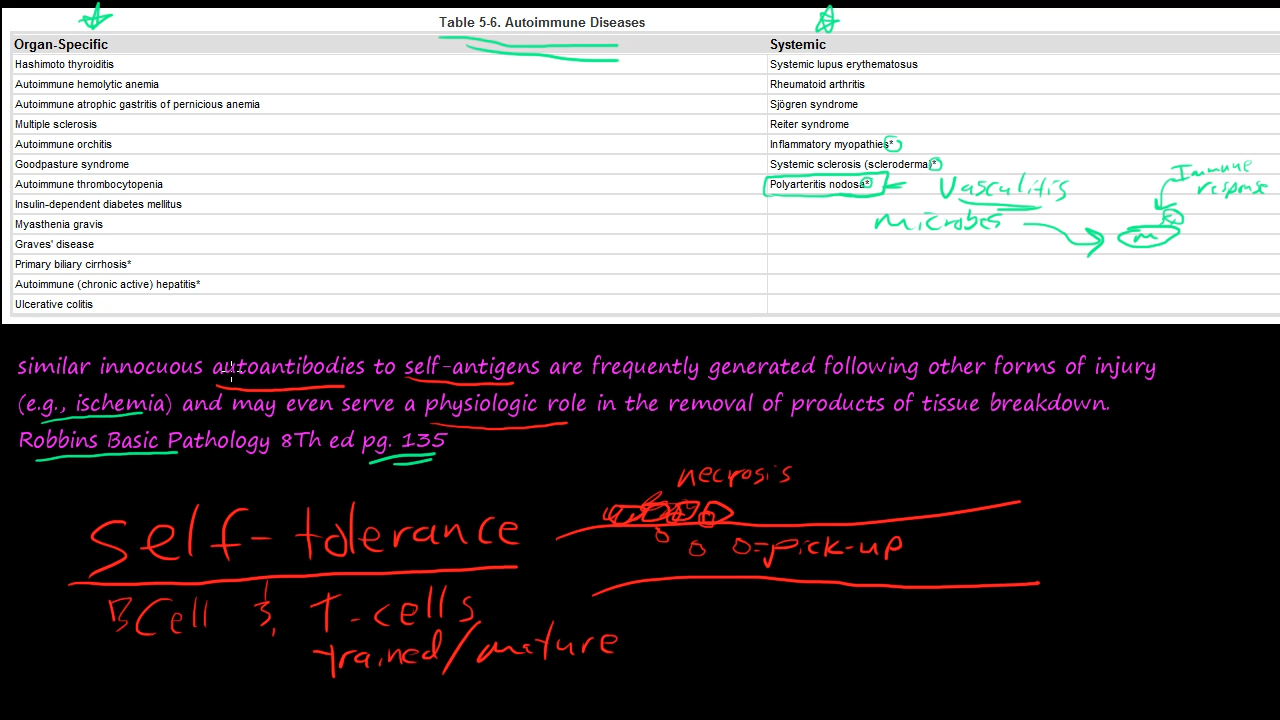 Table 5-6. Autoimmune Diseases
Organ-Specific Systemic
Hashimoto thyroiditis Systemic lupus erythematosus
Autoimmune hemolytic anemia Rheumatoid arthritis
Autoimmune atrophic gastritis of pernicious anemia Sjögren syndrome
Multiple sclerosis Reiter syndrome
Autoimmune orchitis Inflammatory myopathies*
Goodpasture syndrome Systemic sclerosis (scleroderma)*
Autoimmune thrombocytopenia Polyarteritis nodosa*
Insulin-dependent diabetes mellitus
Myasthenia gravis
Graves' disease
Primary biliary cirrhosis*
Autoimmune (chronic active) hepatitis*
Ulcerative colitis
Vasculitis
Immune
response
microbes
m
similar innocuous autoantibodies to self-antigens are frequently generated following other forms of injury
(e.g., ischemia) and may even serve a physiologic role in the removal of products of tissue breakdown.
Robbins Basic Pathology 8Th ed pg. 135
necrosis
self-tolerance
O=pick-up
BCell & T-cells
trained/mature